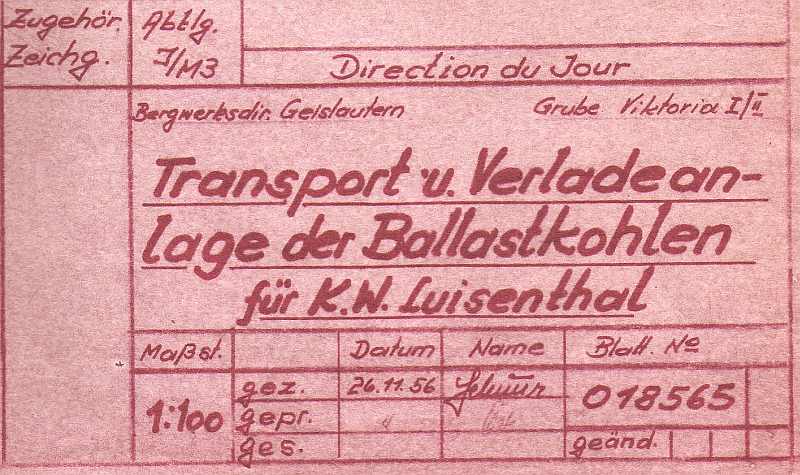 Zugehör. Abtlg.
Zeichg. I/M3 Direction du Jour
Bergwerksdir. Geislautern Grube Viktoria I/II
Transport u. Verladean-
lage der Ballastkohlen
für K.W. Luisenthal
Maßst. Datum Name Blatt. No
1:100 gez. 26.11.56 018565
gepr. "
ges. geänd.